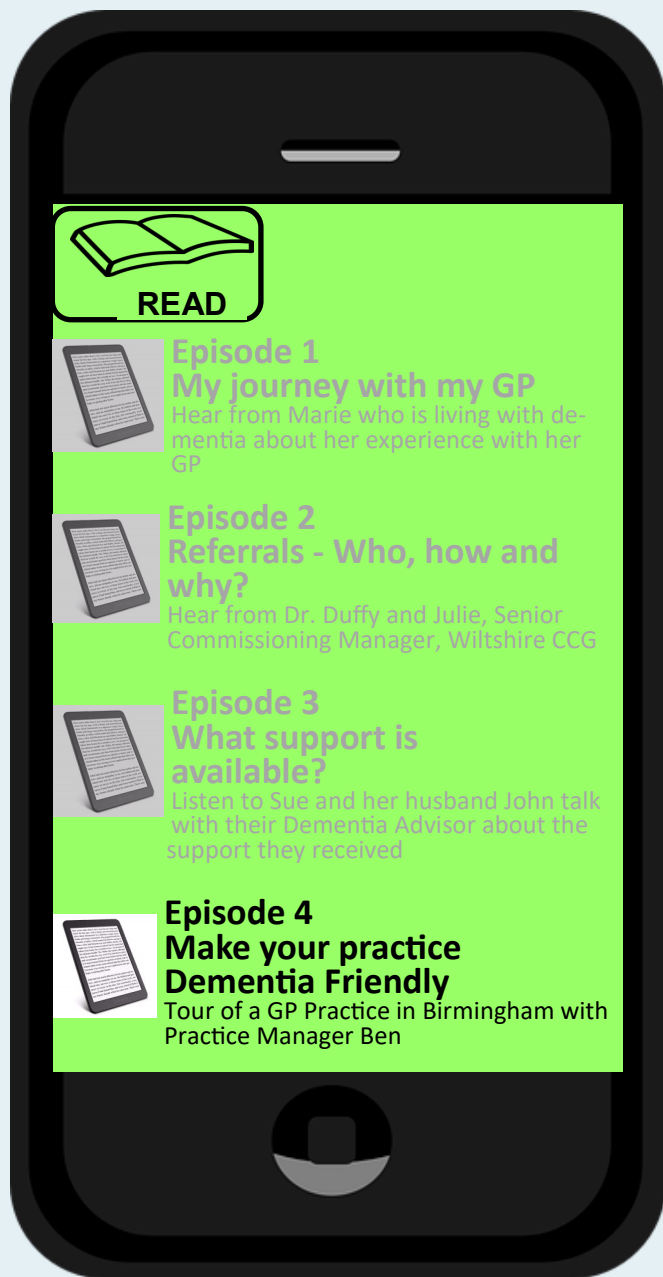 READ
Episode 1
My journey with my GP
Hear from Marie who is living with de-
mentia about her experience with her
GP
Episode 2
Referrals - Who, how and
why?
Hear from Dr. Duffy and Julie, Senior
Commissioning Manager, Wiltshire CCG
Episode 3
What support is
available?
Listen to Sue and her husband John talk
with their Dementia Advisor about the
support they received
Episode 4
Make your practice
Dementia Friendly
Tour of a GP Practice in Birmingham with
Practice Manager Ben